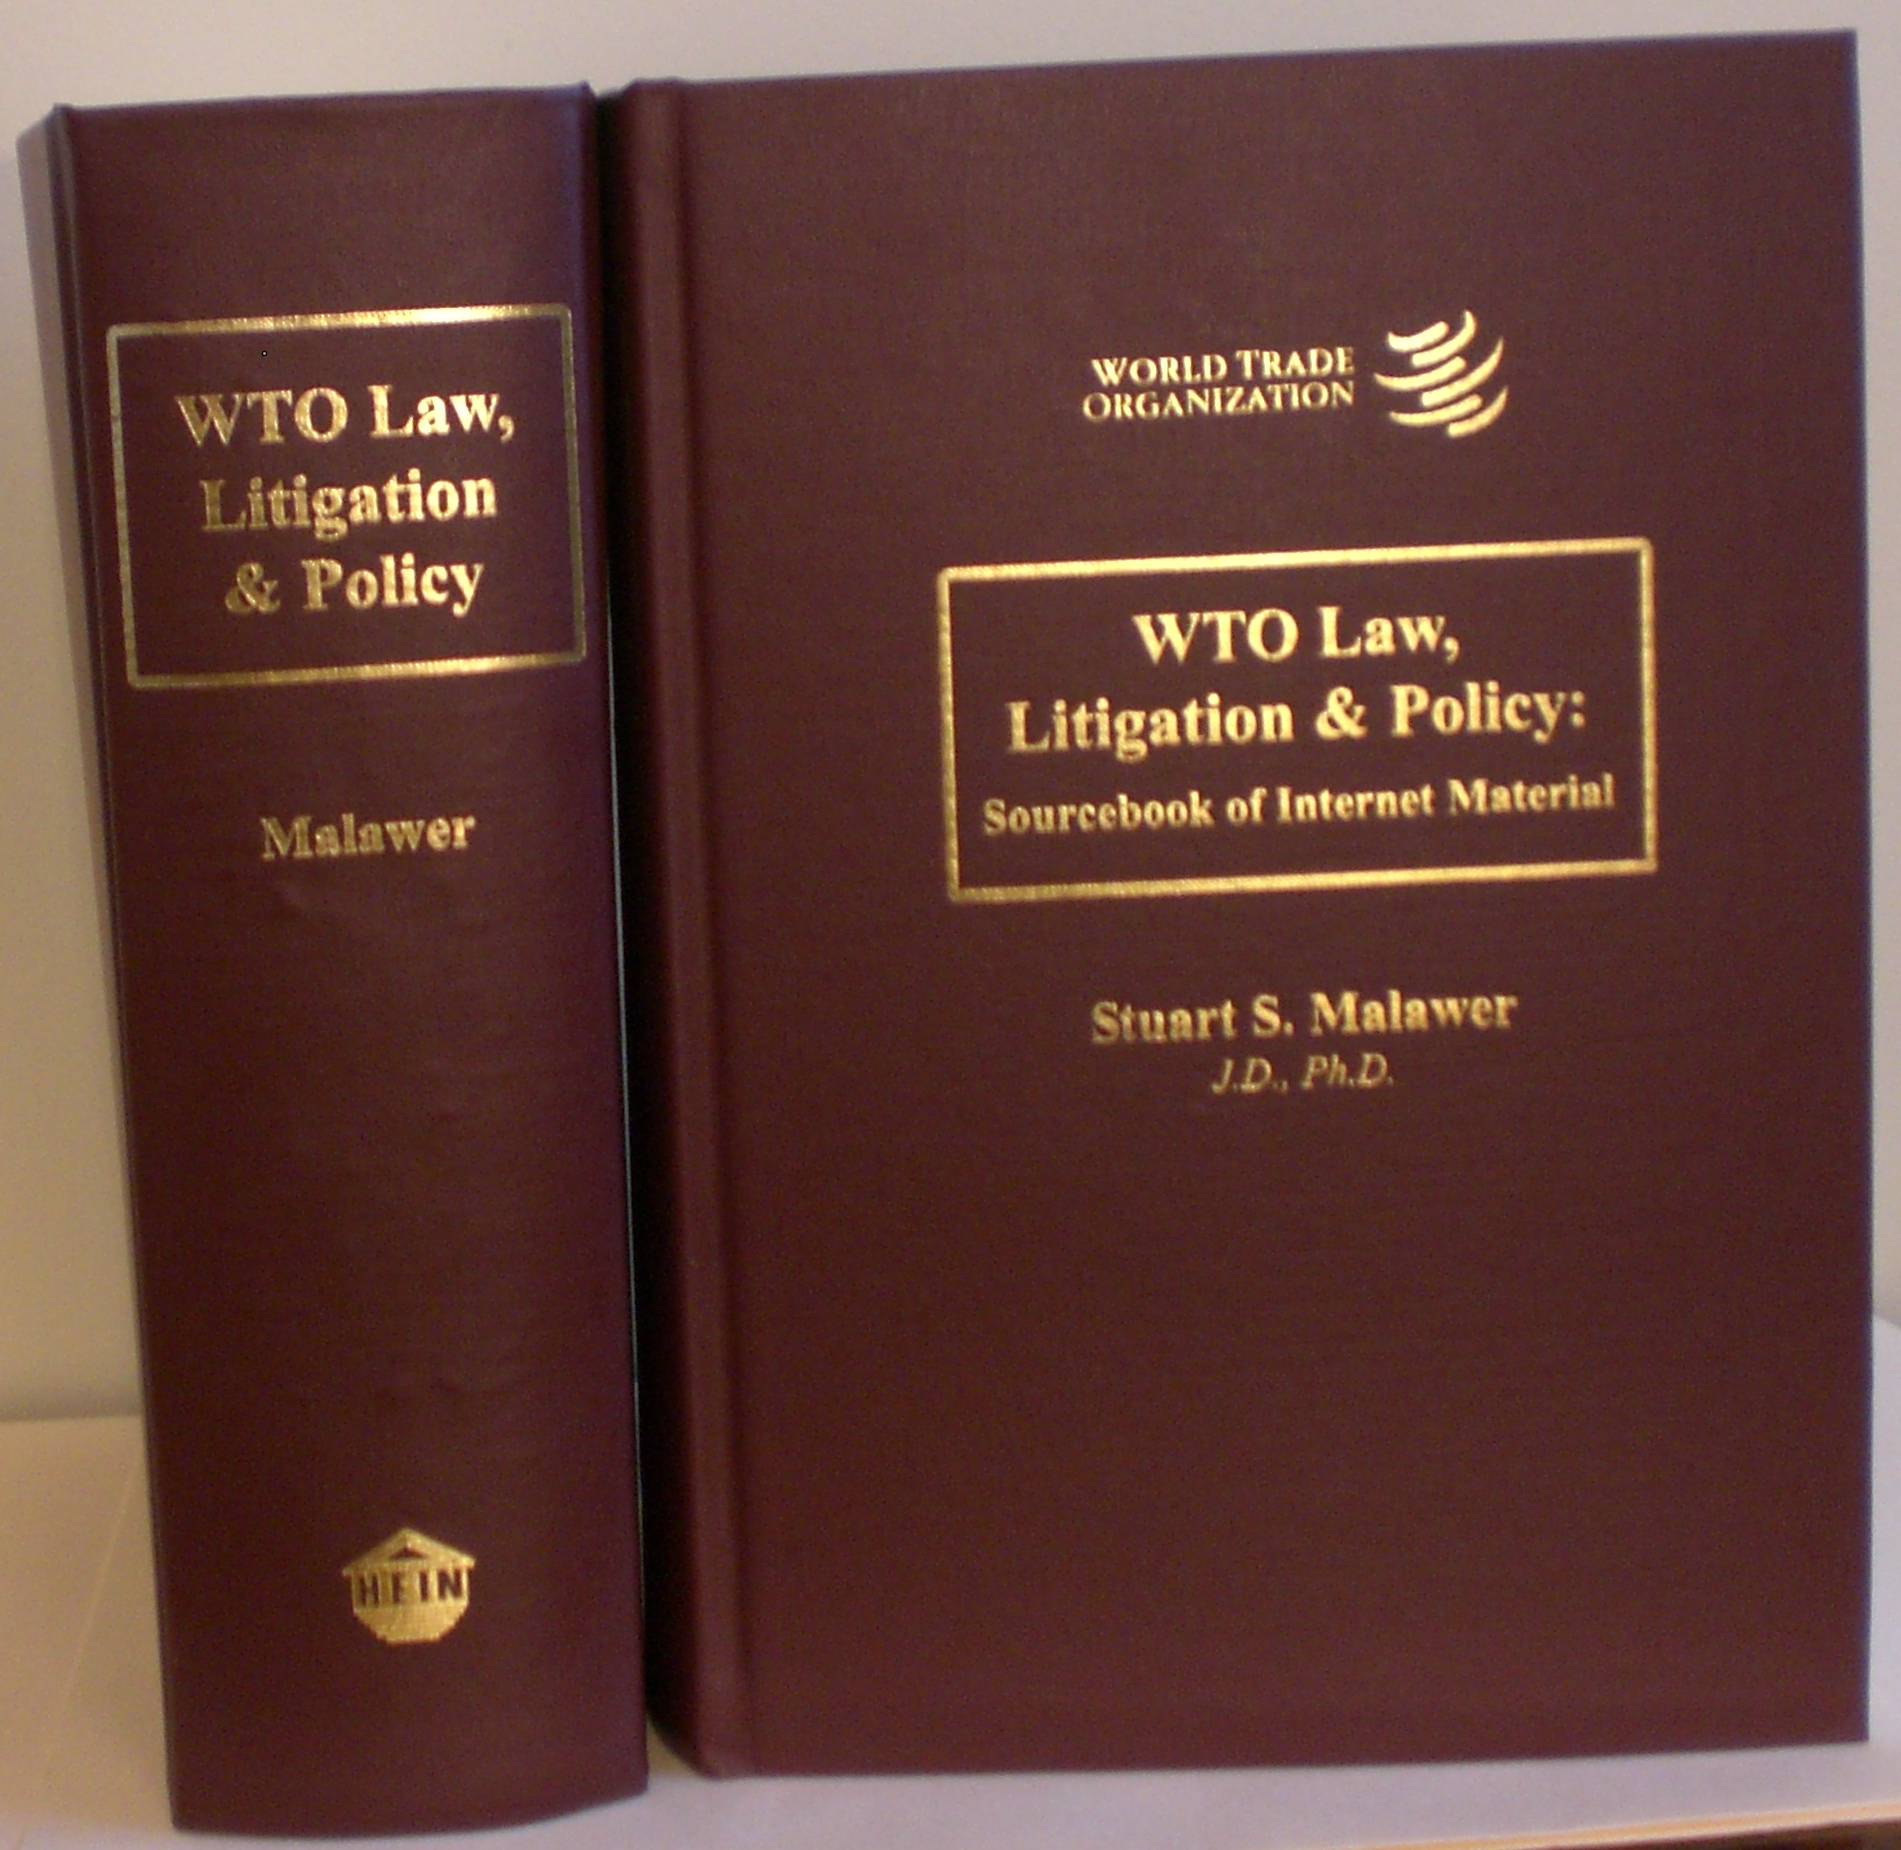 WTO Law,
Litigation
& Policy
Malawer
HEIN
WORLD TRADE
ORGANIZATION
WTO Law,
Litigation & Policy:
Sourcebook of Internet Material
Stuart S. Malawer
J.D., Ph.D.